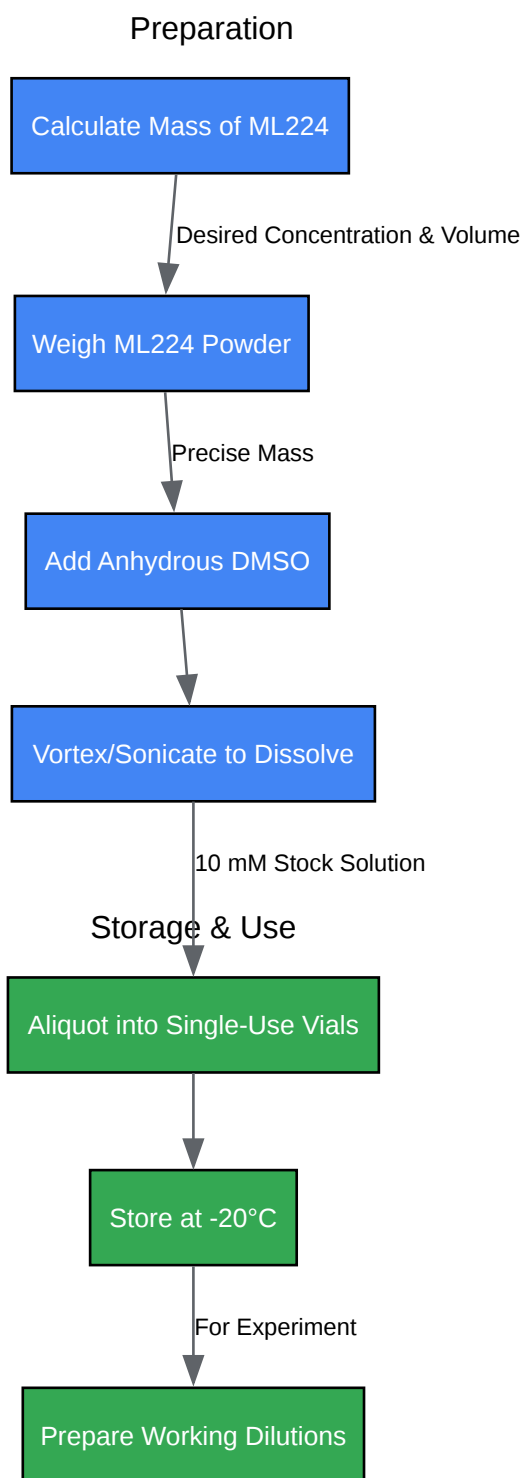 Preparation
Calculate Mass of ML224
Desired Concentration & Volume
Weigh ML224 Powder
Precise Mass
Add Anhydrous DMSO
Vortex/Sonicate to Dissolve
10 mM Stock Solution
Storage & Use
Aliquot into Single-Use Vials
Store at -20°C
For Experiment
Prepare Working Dilutions